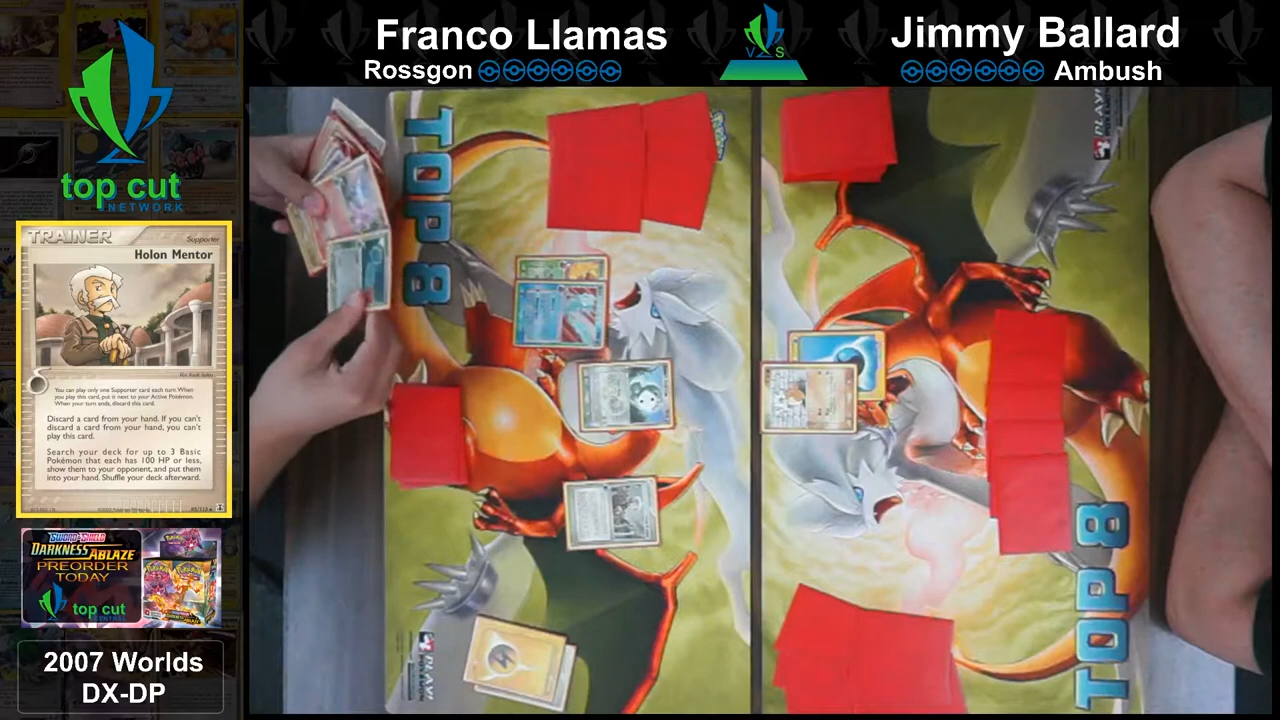 Franco Llamas
Rossgon
V S
Jimmy Ballard
Ambush
top cut
NETWORK
TRAINER
Supporter
Holon Mentor
You can play only one Supporter card each turn. When
you play this card, put it next to your Active Pokémon.
When your turn ends, discard this card.
Discard a card from your hand. If you can't
discard a card from your hand, you can't
play this card.
Search your deck for up to 3 Basic
Pokémon that each has 100 HP or less,
show them to your opponent, and put them
into your hand. Shuffle your deck afterward.
SWORD & SHIELD
DARKNESS ABLAZE
PREORDER
TODAY
top cut
CENTRAL
2007 Worlds
DX-DP
TOP 8
TOP 8
PLAY!
PLAY!